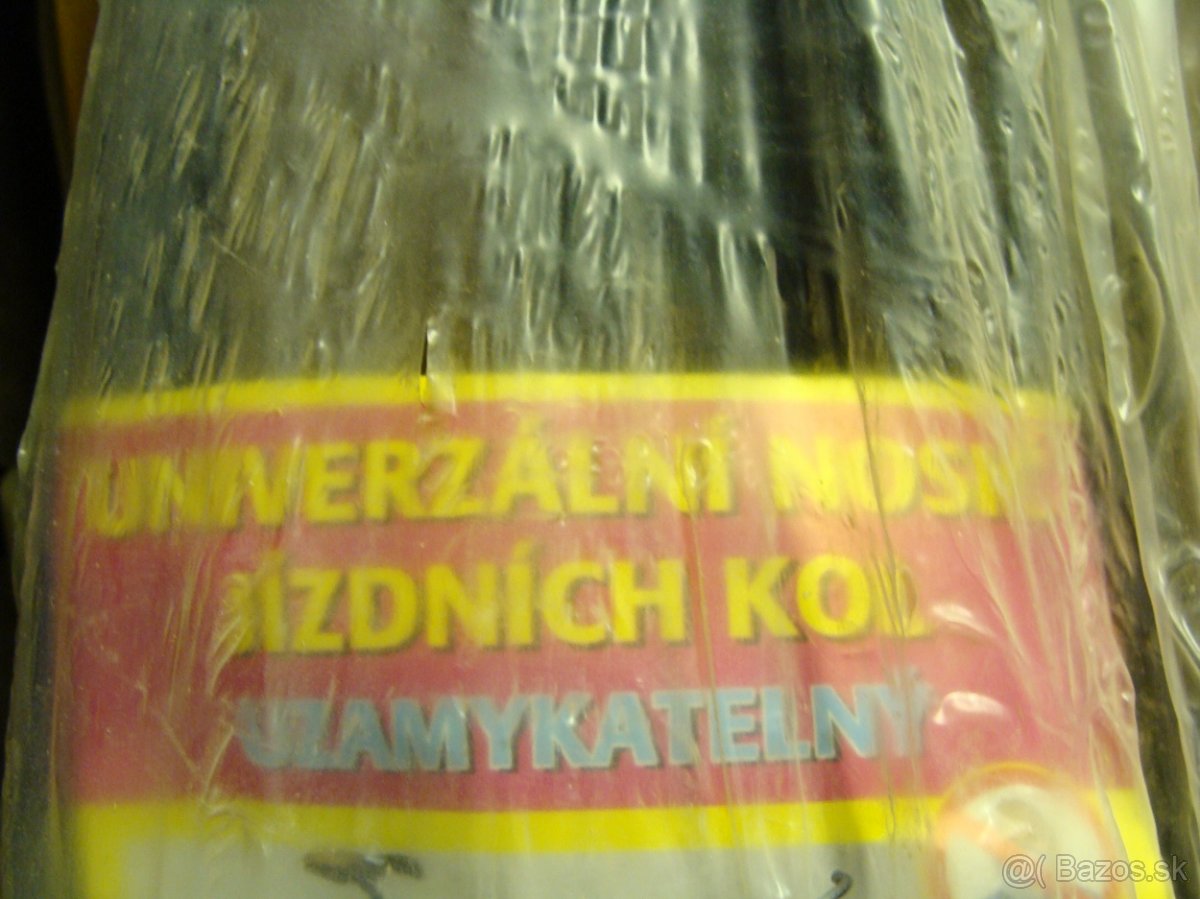 UNIVERZÁLNÍ NOSIČ
JÍZDNÍCH KOL
UZAMYKATELNÝ
@( Bazos.sk